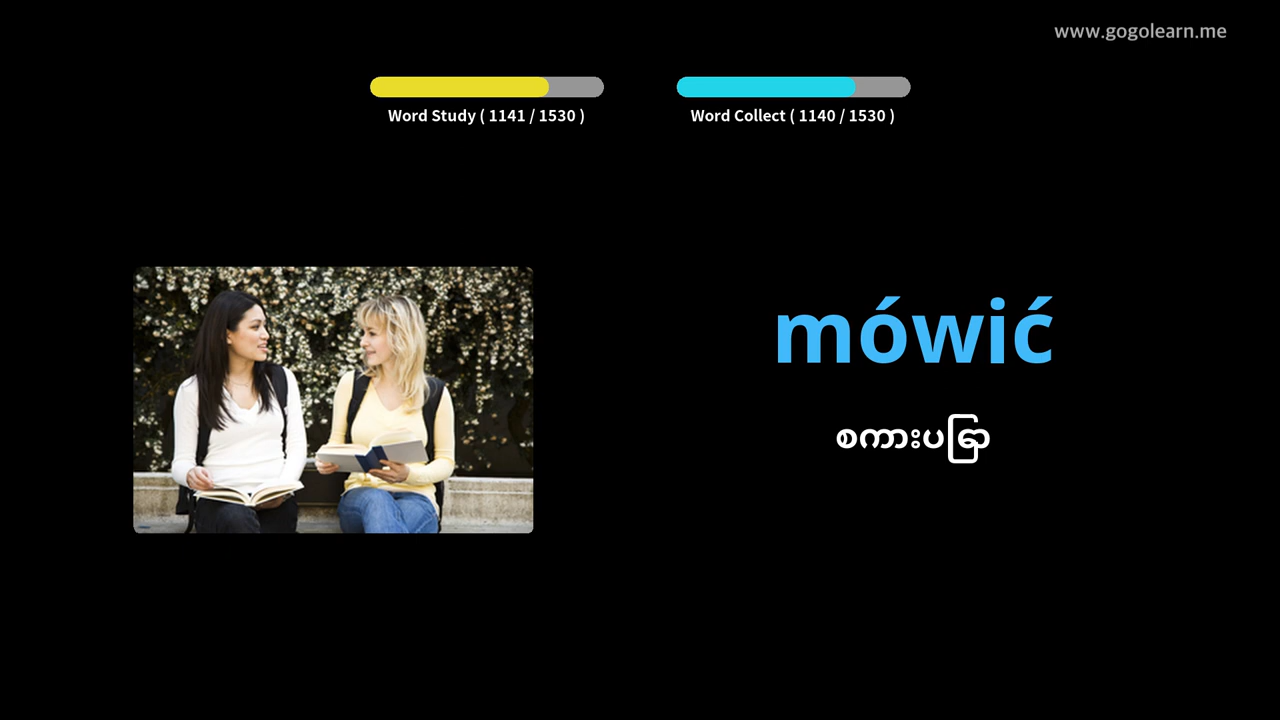 www.gogolearn.me
Word Study ( 1141 / 1530 )
Word Collect ( 1140 / 1530 )
mówić
စကားပြော